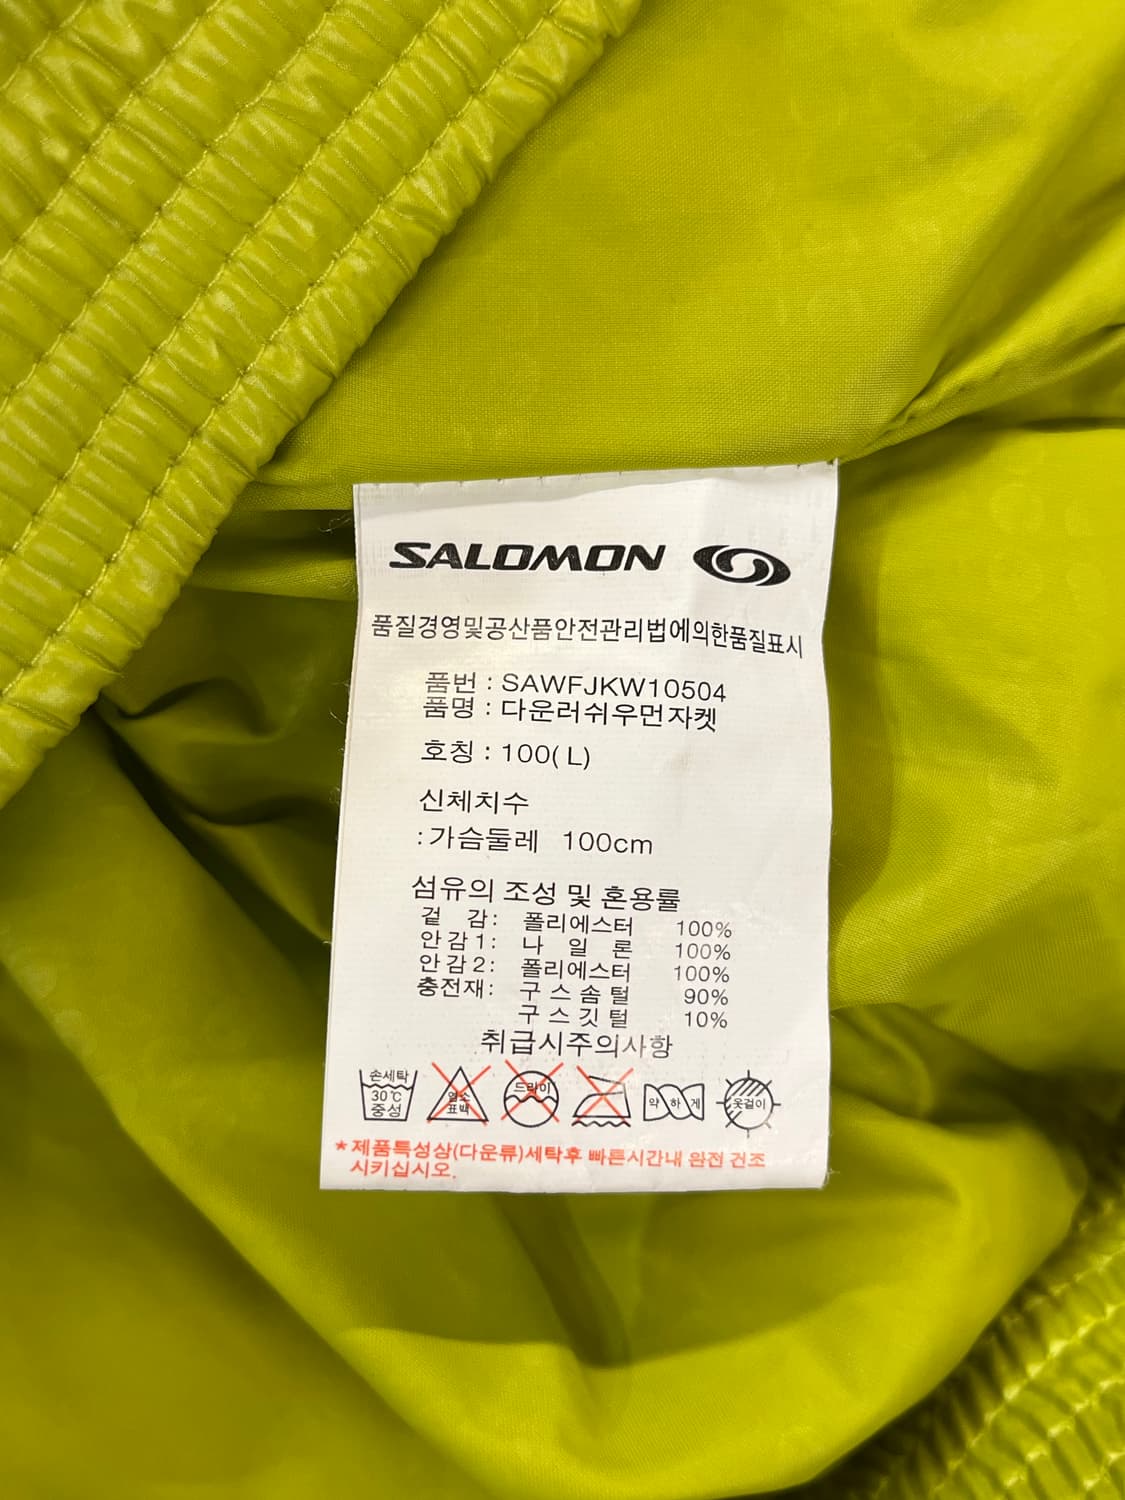 SALOMON
품질경영및공산품안전관리법에의한품질표시
품번 : SAWFJKW10504
품명 : 다운러쉬우먼자켓
호칭 : 100( L)
신체치수
: 가슴둘레 100cm
섬유의 조성 및 혼용률
겉 감: 폴리에스터 100%
안감1: 나 일 론 100%
안감2: 폴리에스터 100%
충전재: 구 스 솜 털 90%
구 스 깃 털 10%
취급시주의사항
손세탁
30℃
중성
염소
표백
드라이
약 하 게
옷걸이
* 제품특성상(다운류)세탁후 빠른시간내 완전 건조
시키십시오.